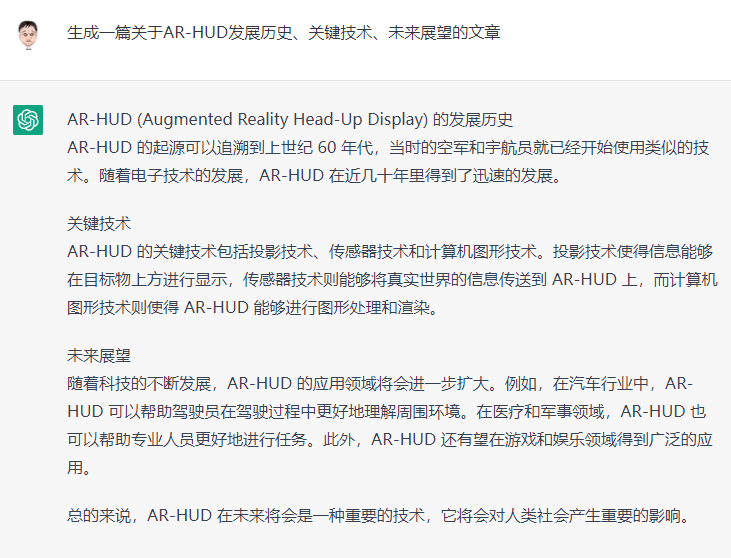 生成一篇关于AR-HUD发展历史、关键技术、未来展望的文章
AR-HUD (Augmented Reality Head-Up Display) 的发展历史
AR-HUD 的起源可以追溯到上世纪 60 年代，当时的空军和宇航员就已经开始使用类似的技
术。随着电子技术的发展，AR-HUD 在近几十年里得到了迅速的发展。
关键技术
AR-HUD 的关键技术包括投影技术、传感器技术和计算机图形技术。投影技术使得信息能够
在目标物上方进行显示，传感器技术则能够将真实世界的信息传送到 AR-HUD 上，而计算机
图形技术则使得 AR-HUD 能够进行图形处理和渲染。
未来展望
随着科技的不断发展，AR-HUD 的应用领域将会进一步扩大。例如，在汽车行业中，AR-
HUD 可以帮助驾驶员在驾驶过程中更好地理解周围环境。在医疗和军事领域，AR-HUD 也
可以帮助专业人员更好地进行任务。此外，AR-HUD 还有望在游戏和娱乐领域得到广泛的应
用。
总的来说，AR-HUD 在未来将会是一种重要的技术，它将会对人类社会产生重要的影响。